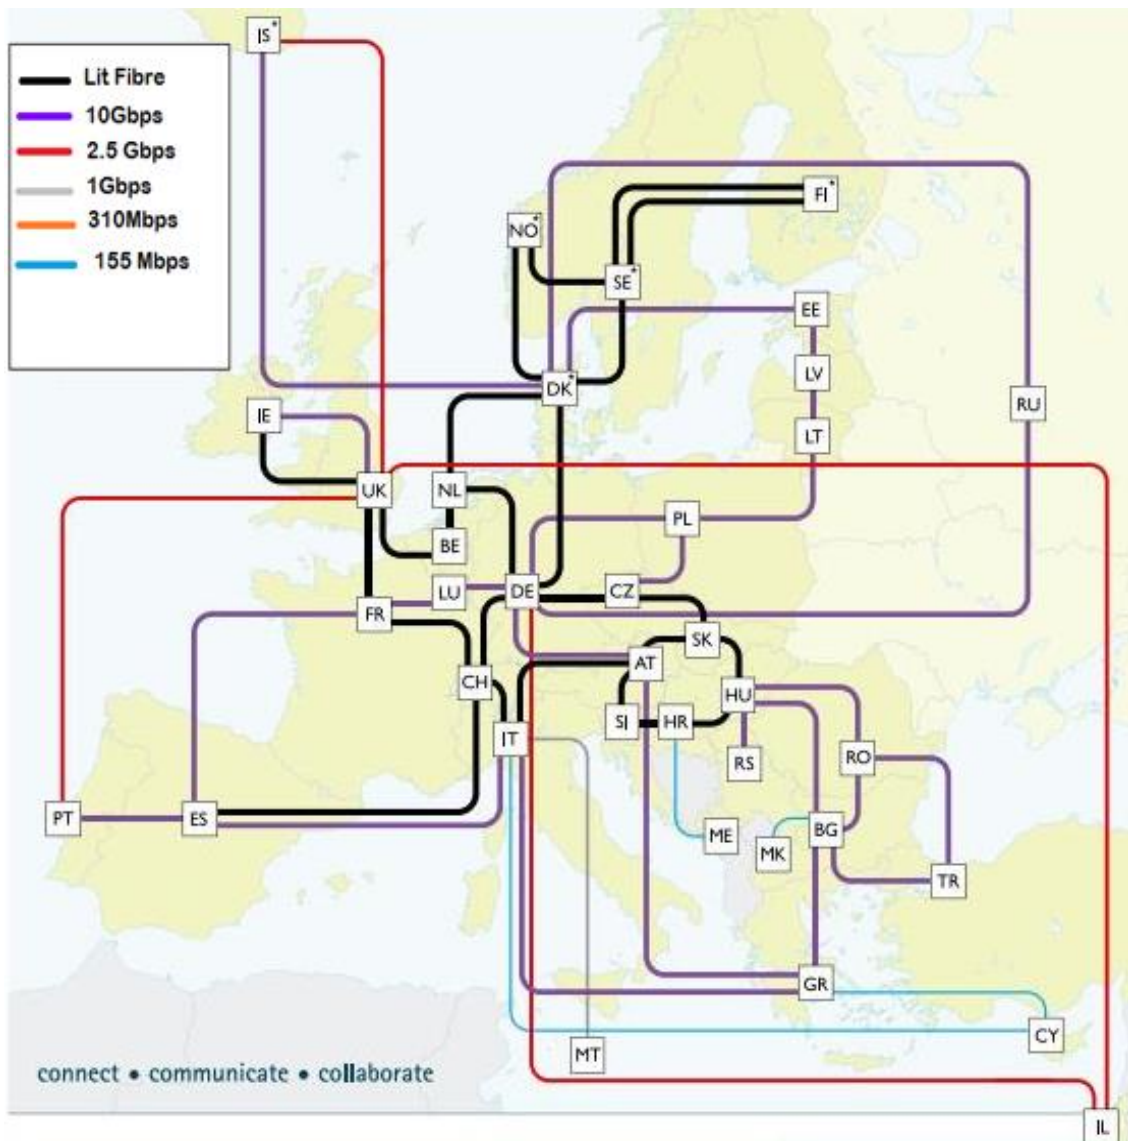 IS*
Lit Fibre
10Gbps
2.5 Gbps
1Gbps
310Mbps
155 Mbps
FI*
NO*
SE*
EE
LV
DK*
RU
IE
LT
UK
NL
PL
BE
LU
DE
CZ
FR
SK
AT
CH
HU
SI
HR
IT
RS
RO
PT
ES
ME
MK
BG
TR
GR
CY
MT
connect • communicate • collaborate
IL